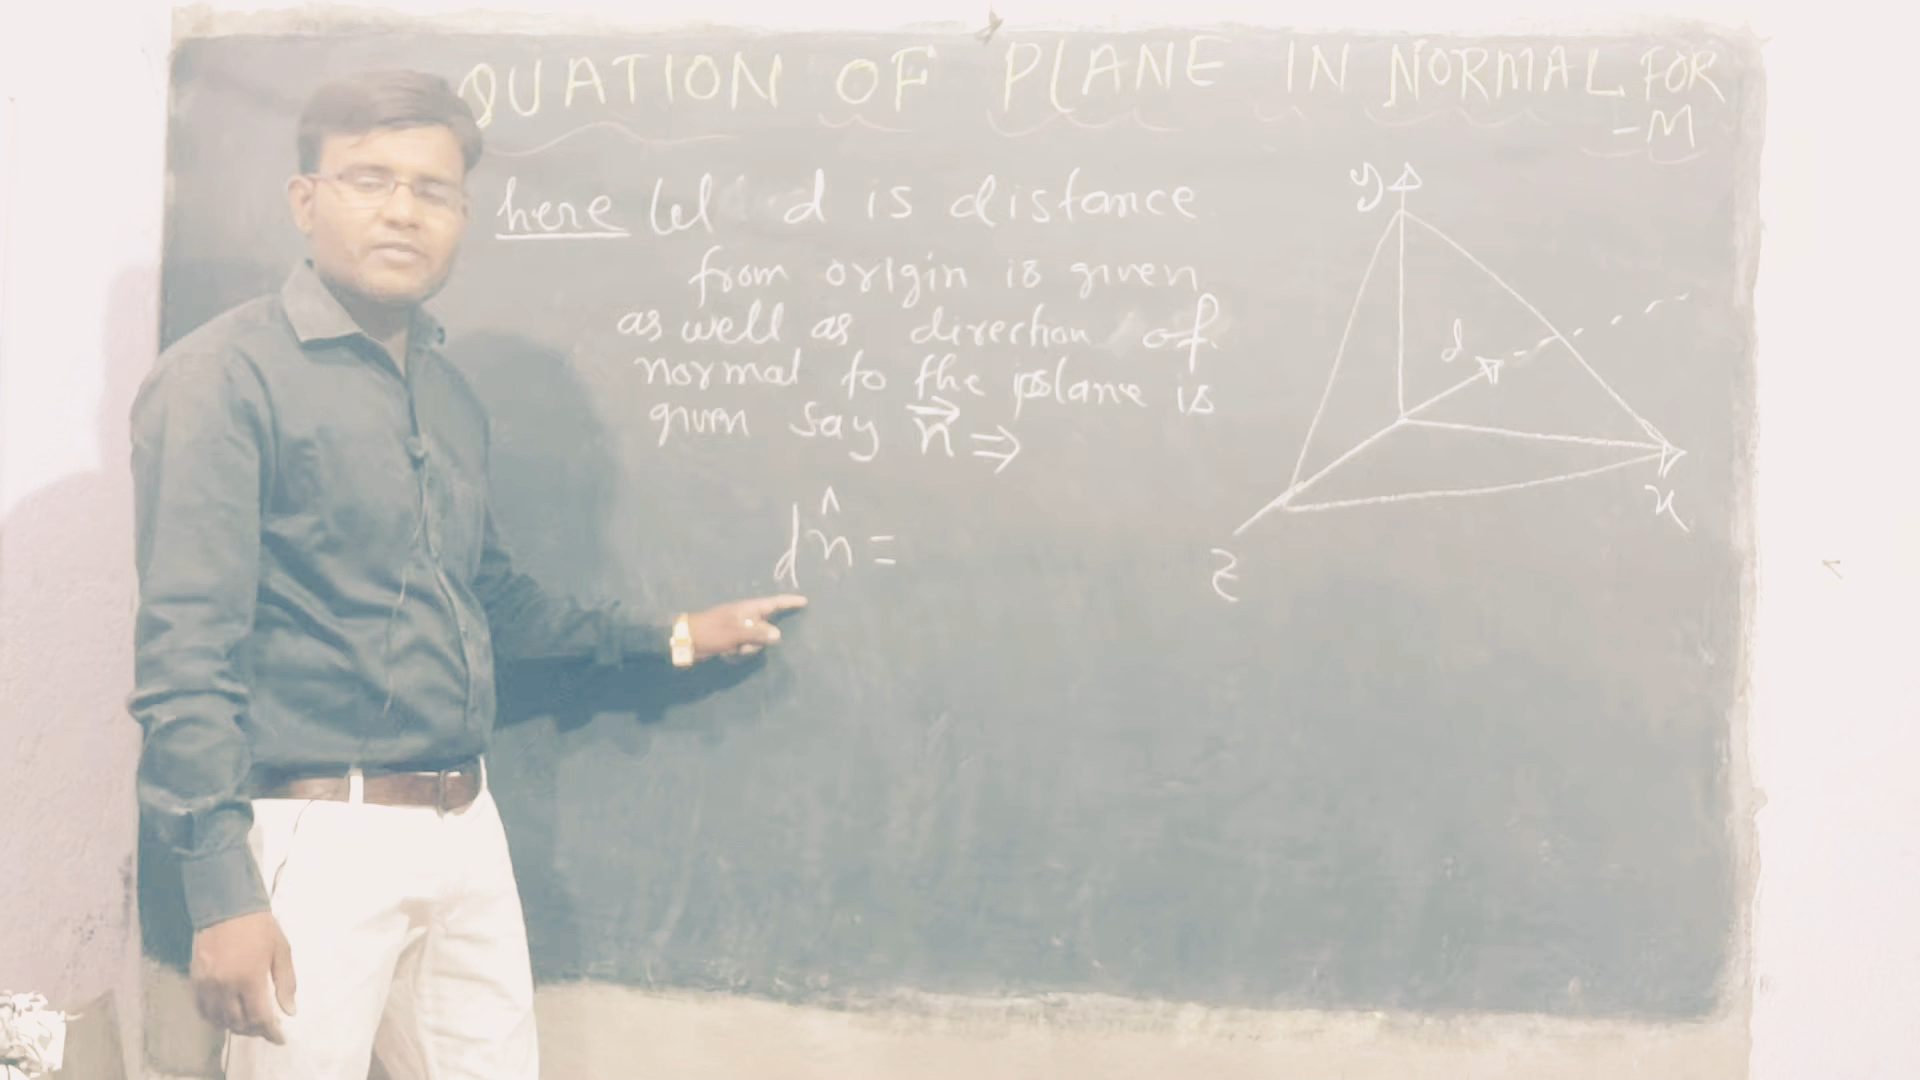 QUATION OF PLANE IN NORMAL FOR
-M
here let d is distance
from origin is given
as well as direction of
normal to the plane is
given say n⃗ ⇒
d n̂ =
y
d
x
z